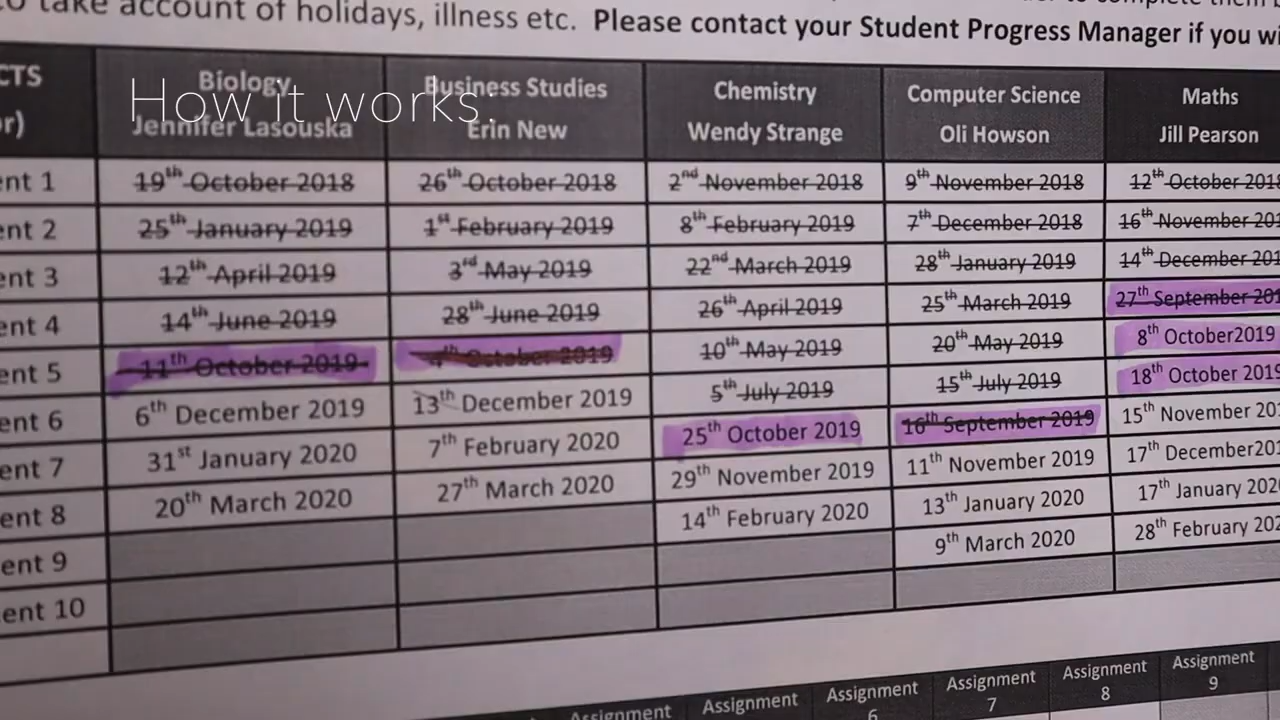 to take account of holidays, illness etc. Please contact your Student Progress Manager if you wi
CTS Biology Business Studies Chemistry Computer Science Maths
How it works:
r) Jennifer Lasouska Erin New Wendy Strange Oli Howson Jill Pearson
ent 1 19th October 2018 26th October 2018 2nd November 2018 9th November 2018 12th October 201
ent 2 25th January 2019 1st February 2019 8th February 2019 7th December 2018 16th November 201
ent 3 12th April 2019 3rd May 2019 22nd March 2019 28th January 2019 14th December 201
ent 4 14th June 2019 28th June 2019 26th April 2019 25th March 2019 27th September 201
ent 5 11th October 2019 4th October 2019 10th May 2019 20th May 2019 8th October2019
ent 6 6th December 2019 13th December 2019 5th July 2019 15th July 2019 18th October 2019
ent 7 31st January 2020 7th February 2020 25th October 2019 16th September 2019 15th November 20
ent 8 20th March 2020 27th March 2020 29th November 2019 11th November 2019 17th December201
ent 9 14th February 2020 13th January 2020 17th January 202
ent 10 9th March 2020 28th February 202
Assignment Assignment Assignment 6 Assignment 7 Assignment 8 Assignment 9